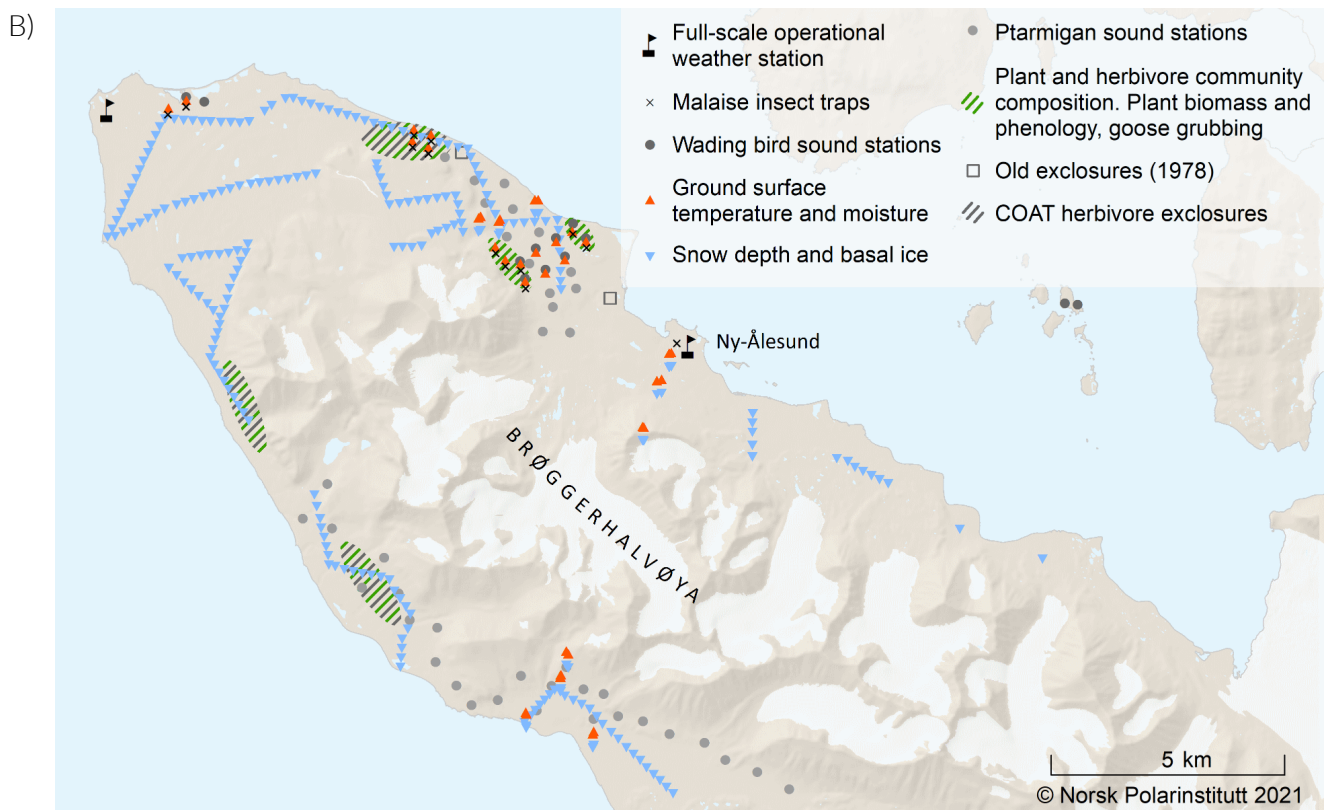 B)
Full-scale operational
weather station
Malaise insect traps
Wading bird sound stations
Ground surface
temperature and moisture
Snow depth and basal ice
Ptarmigan sound stations
Plant and herbivore community
composition. Plant biomass and
phenology, goose grubbing
Old exclosures (1978)
COAT herbivore exclosures
Ny-Ålesund
BRØGGERHALVØYA
5 km
© Norsk Polarinstitutt 2021